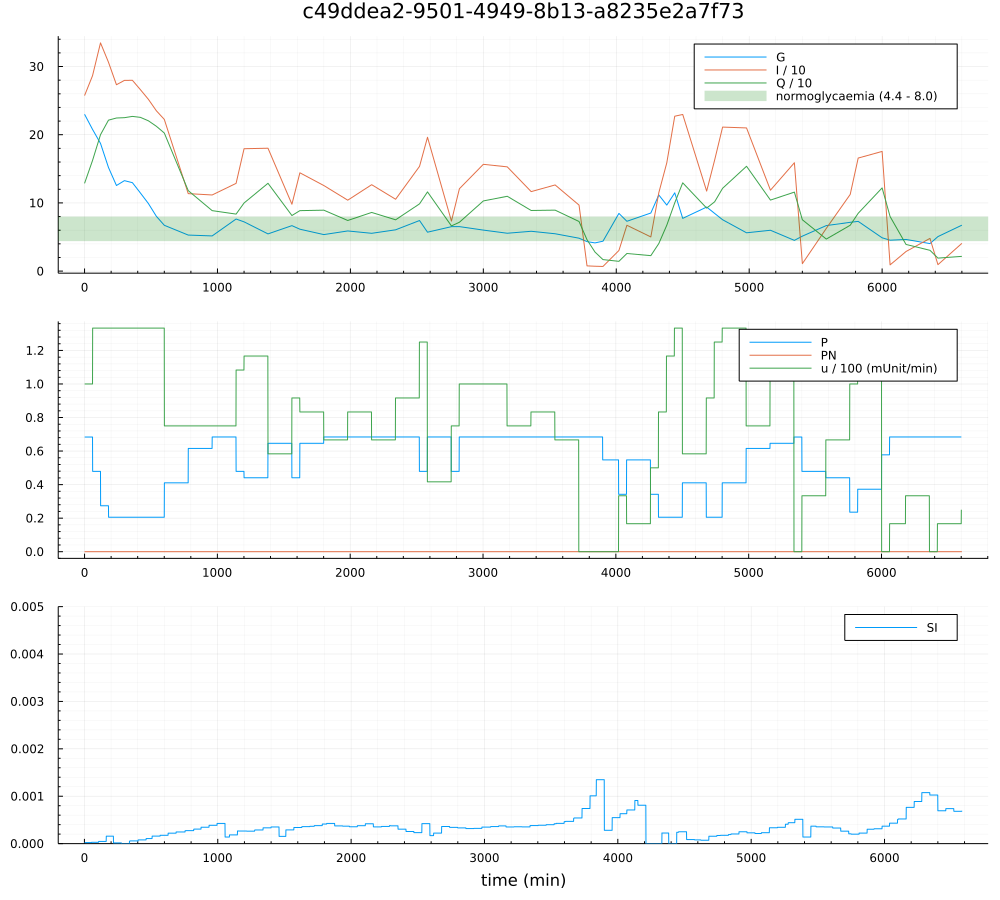 c49ddea2-9501-4949-8b13-a8235e2a7f73
30
20
10
0
G
I / 10
Q / 10
normoglycaemia (4.4 - 8.0)
0 1000 2000 3000 4000 5000 6000
1.2
1.0
0.8
0.6
0.4
0.2
0.0
P
PN
u / 100 (mUnit/min)
0 1000 2000 3000 4000 5000 6000
0.005
0.004
0.003
0.002
0.001
0.000
SI
0 1000 2000 3000 4000 5000 6000
time (min)